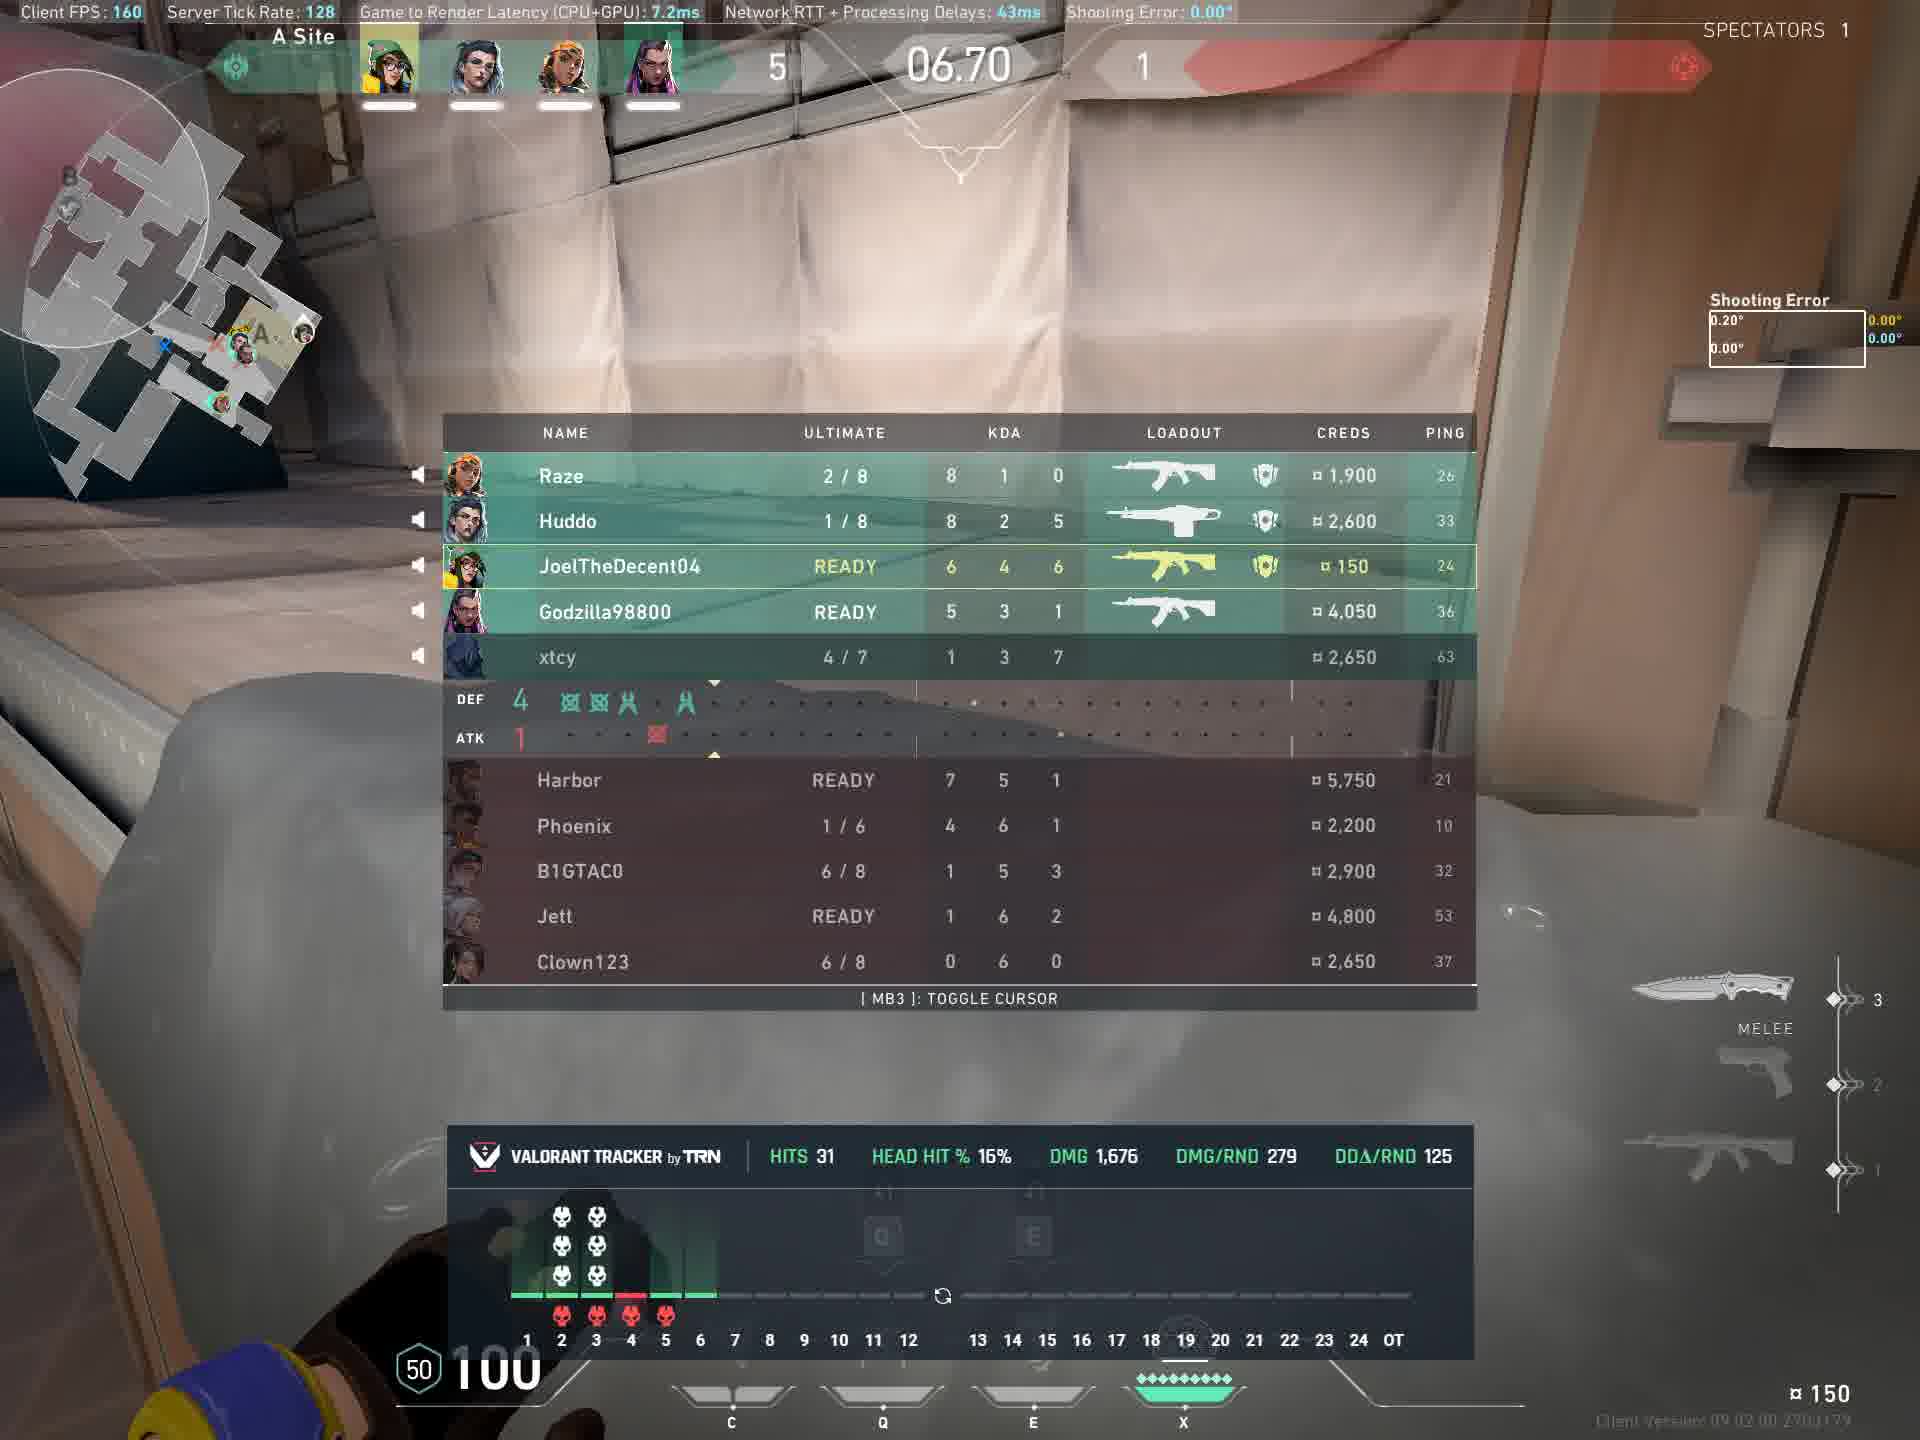 Client FPS: 160 Server Tick Rate: 128 Game to Render Latency (CPU+GPU): 7.2ms Network RTT + Processing Delays: 43ms Shooting Error: 0.00°
A Site
5 06.70 1
SPECTATORS 1
B
A
Shooting Error
0.20° 0.00°
0.00°
0.00°
NAME ULTIMATE KDA LOADOUT CREDS PING
Raze 2 / 8 8 1 0 ¤ 1,900 26
Huddo 1 / 8 8 2 5 ¤ 2,600 33
JoelTheDecent04 READY 6 4 6 ¤ 150 24
Godzilla98800 READY 5 3 1 ¤ 4,050 36
xtcy 4 / 7 1 3 7 ¤ 2,650 63
DEF 4
ATK 1
Harbor READY 7 5 1 ¤ 5,750 21
Phoenix 1 / 6 4 6 1 ¤ 2,200 10
B1GTAC0 6 / 8 1 5 3 ¤ 2,900 32
Jett READY 1 6 2 ¤ 4,800 53
Clown123 6 / 8 0 6 0 ¤ 2,650 37
[ MB3 ]: TOGGLE CURSOR
3
MELEE
2
1
VALORANT TRACKER by TRN HITS 31 HEAD HIT % 16% DMG 1,676 DMG/RND 279 DDΔ/RND 125
Q E
1 2 3 4 5 6 7 8 9 10 11 12 13 14 15 16 17 18 19 20 21 22 23 24 OT
50 100
C Q E X
¤ 150